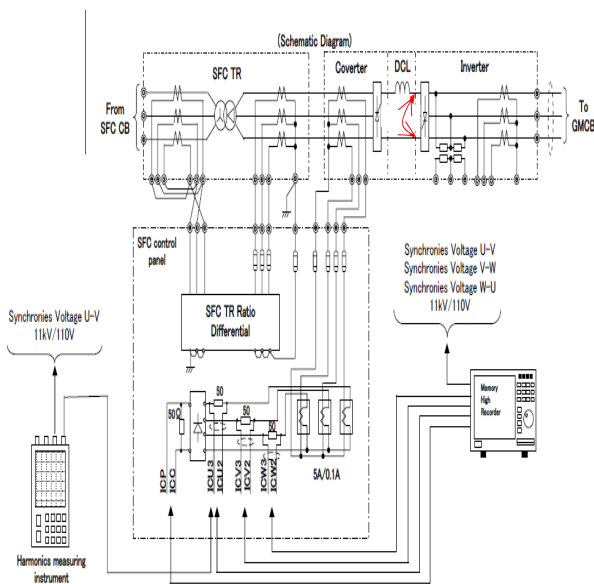 (Schematic Diagram)
SFC TR
Coverter
DCL
Inverter
From
SFC CB
To
GMCB
SFC control
panel
SFC TR Ratio
Differential
Synchronies Voltage U-V
11kV/110V
Synchronies Voltage U-V
Synchronies Voltage V-W
Synchronies Voltage W-U
11kV/110V
Memory
High
Recorder
50
50Ω
50
50
5A/0.1A
ICP
ICC
ICU3
ICU2
ICV3
ICV2
ICW3
ICW2
Harmonics measuring
instrument